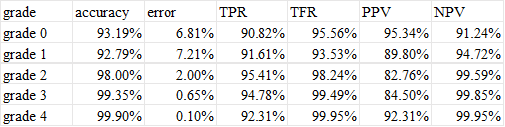 grade accuracy error TPR TFR PPV NPV
grade 0 93.19% 6.81% 90.82% 95.56% 95.34% 91.24%
grade 1 92.79% 7.21% 91.61% 93.53% 89.80% 94.72%
grade 2 98.00% 2.00% 95.41% 98.24% 82.76% 99.59%
grade 3 99.35% 0.65% 94.78% 99.49% 84.50% 99.85%
grade 4 99.90% 0.10% 92.31% 99.95% 92.31% 99.95%